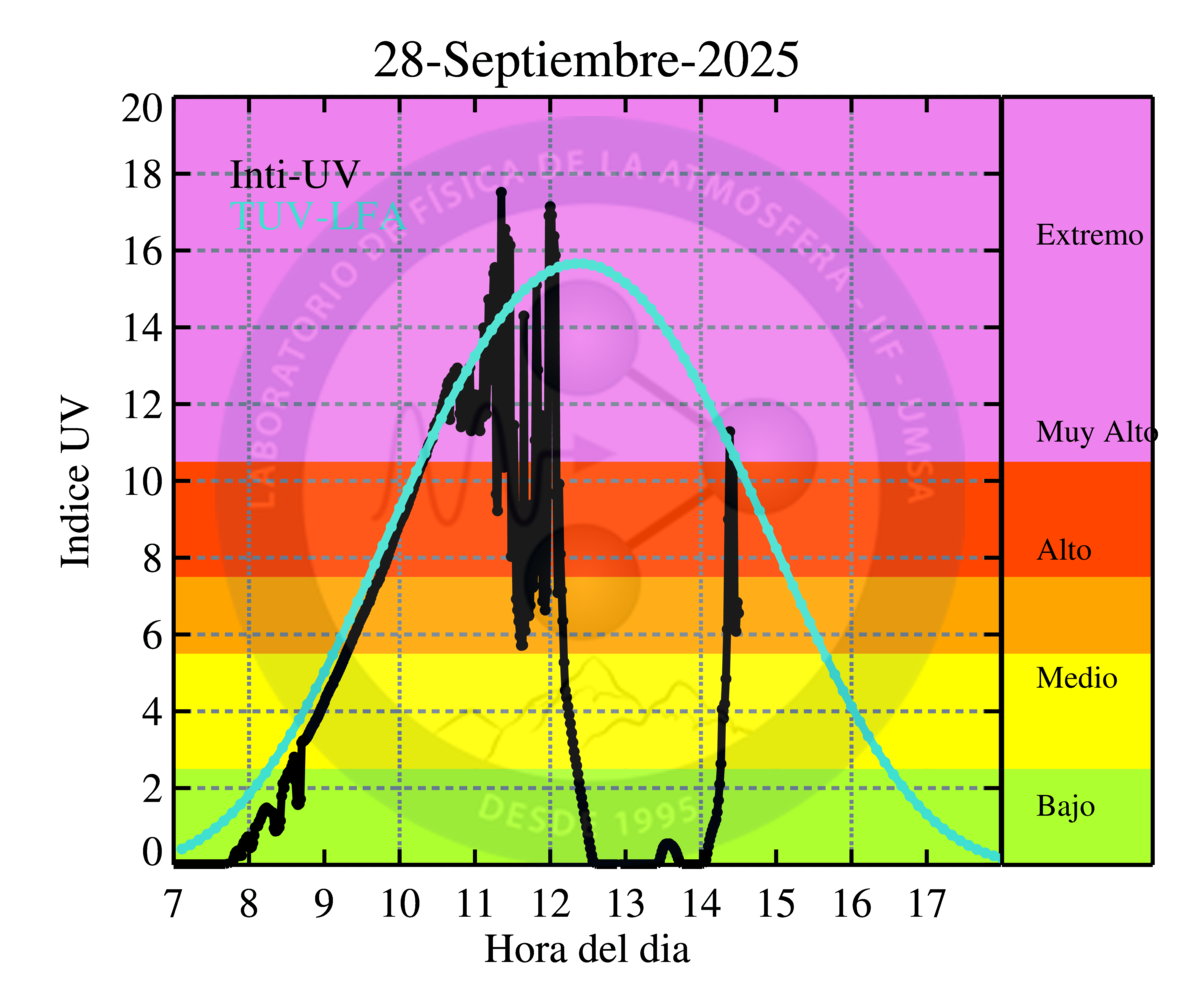 28-Septiembre-2025
20
18
16
14
12
10
8
6
4
2
0
Indice UV
Inti-UV
TUV-LFA
LABORATORIO DE FÍSICA DE LA ATMÓSFERA - IIF - UMSA
DESDE 1995
Extremo
Muy Alto
Alto
Medio
Bajo
7 8 9 10 11 12 13 14 15 16 17
Hora del dia